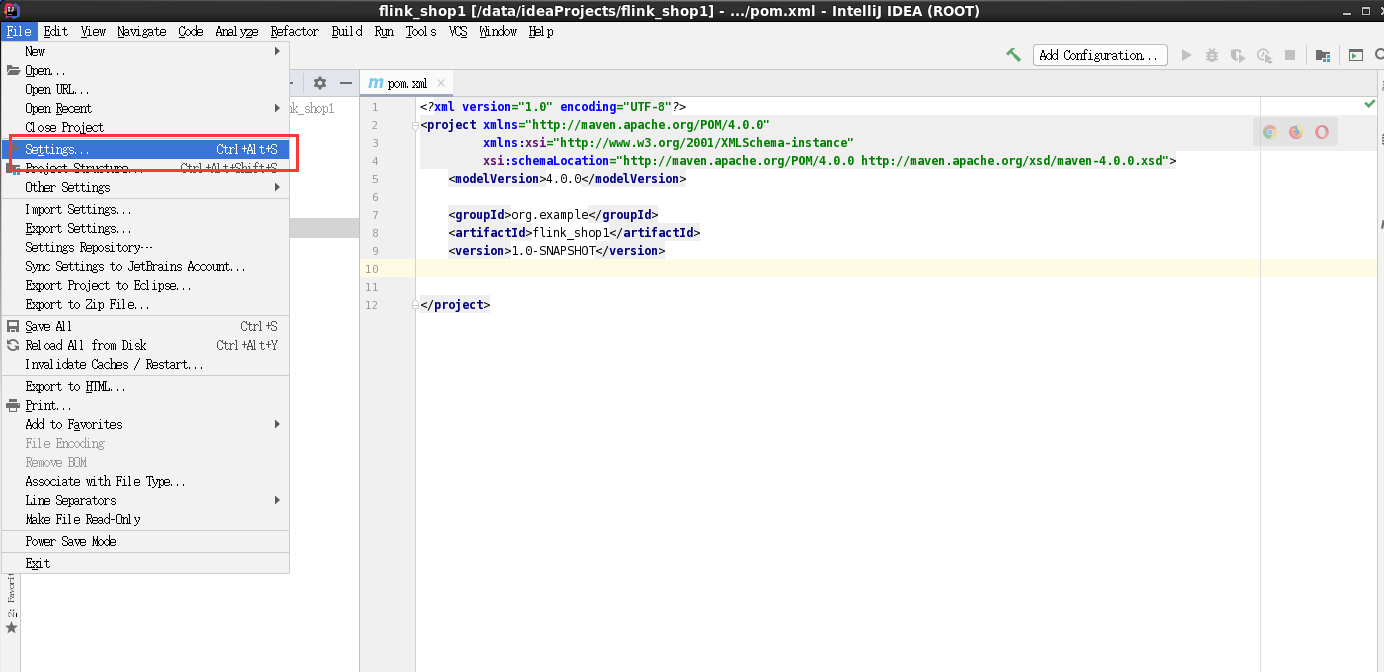 flink_shop1 [/data/ideaProjects/flink_shop1] - .../pom.xml - IntelliJ IDEA (ROOT)
File Edit View Navigate Code Analyze Refactor Build Run Tools VCS Window Help
Add Configuration...
New
Open...
Open URL...
Open Recent
Close Project
Settings... Ctrl+Alt+S
Project Structure... Ctrl+Alt+Shift+S
Other Settings
Import Settings...
Export Settings...
Settings Repository...
Sync Settings to JetBrains Account...
Export Project to Eclipse...
Export to Zip File...
Save All Ctrl+S
Reload All from Disk Ctrl+Alt+Y
Invalidate Caches / Restart...
Export to HTML...
Print...
Add to Favorites
File Encoding
Remove BOM
Associate with File Type...
Line Separators
Make File Read-Only
Power Save Mode
Exit
2: Favorit
nk_shop1
m pom.xml
1 <?xml version="1.0" encoding="UTF-8"?>
2 <project xmlns="http://maven.apache.org/POM/4.0.0"
3 xmlns:xsi="http://www.w3.org/2001/XMLSchema-instance"
4 xsi:schemaLocation="http://maven.apache.org/POM/4.0.0 http://maven.apache.org/xsd/maven-4.0.0.xsd">
5 <modelVersion>4.0.0</modelVersion>
6
7 <groupId>org.example</groupId>
8 <artifactId>flink_shop1</artifactId>
9 <version>1.0-SNAPSHOT</version>
10
11
12 </project>